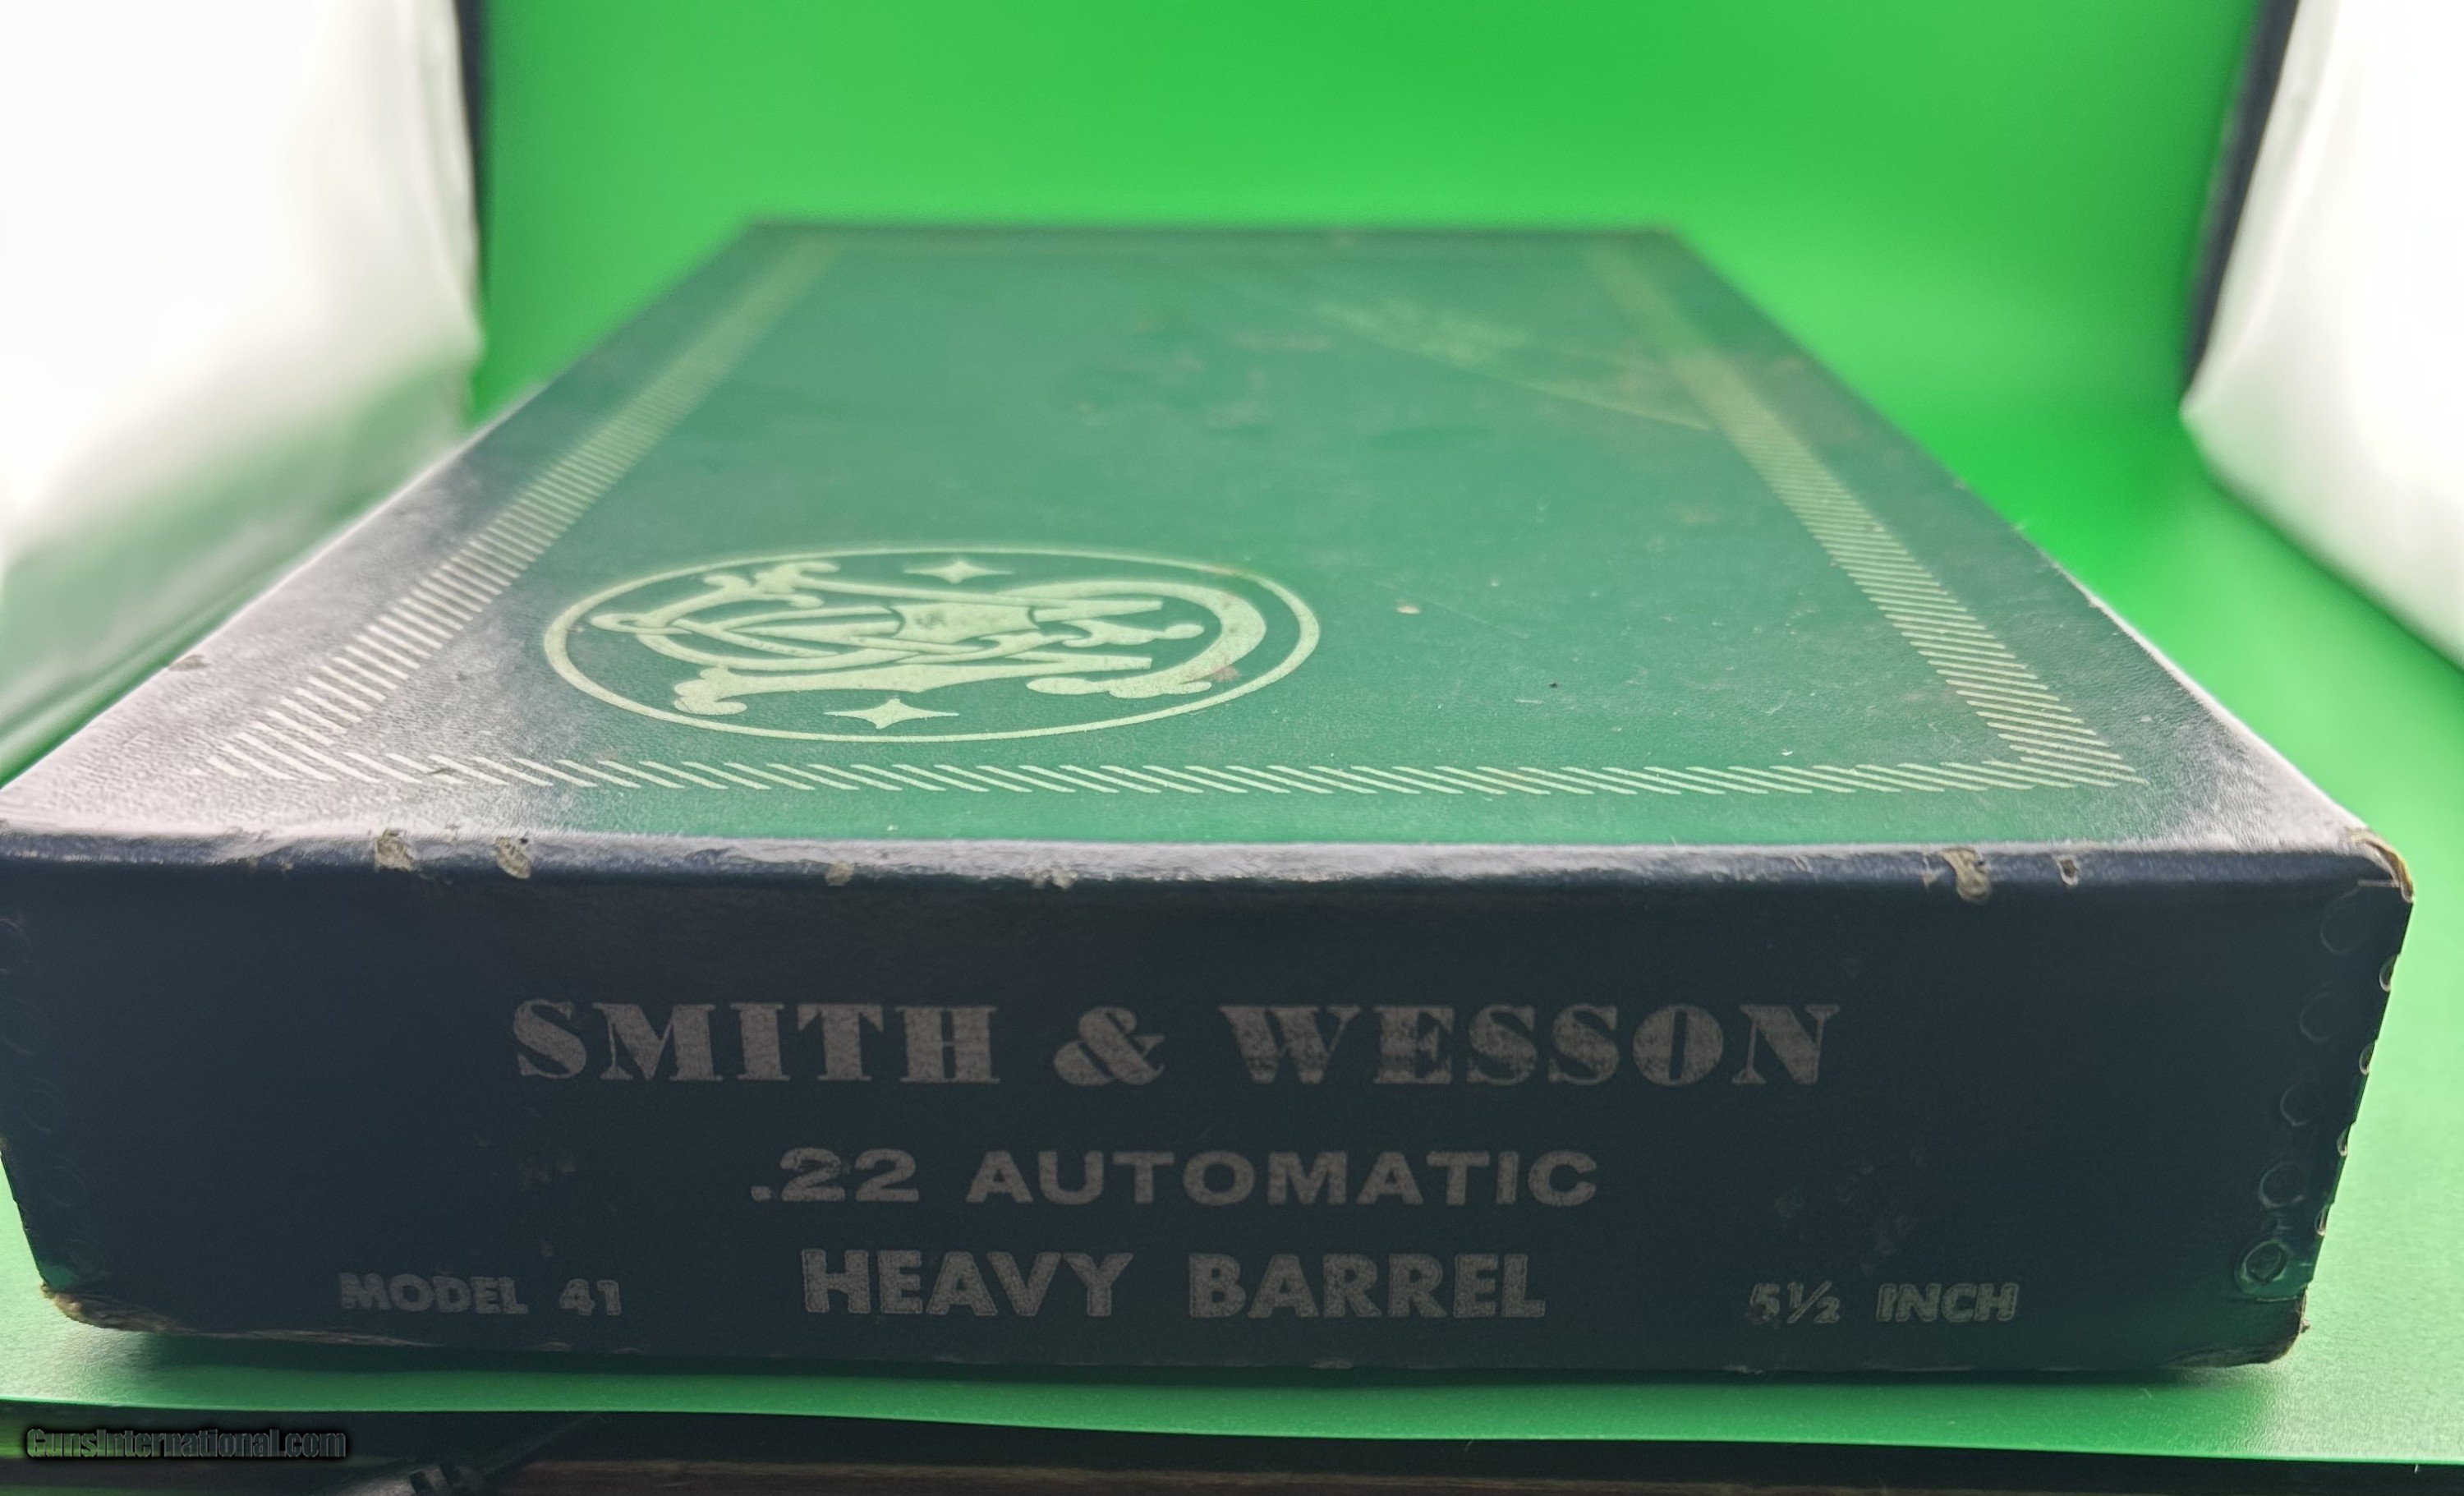 SMITH & WESSON
.22 AUTOMATIC
MODEL 41 HEAVY BARREL 5½ INCH
GunsInternational.com